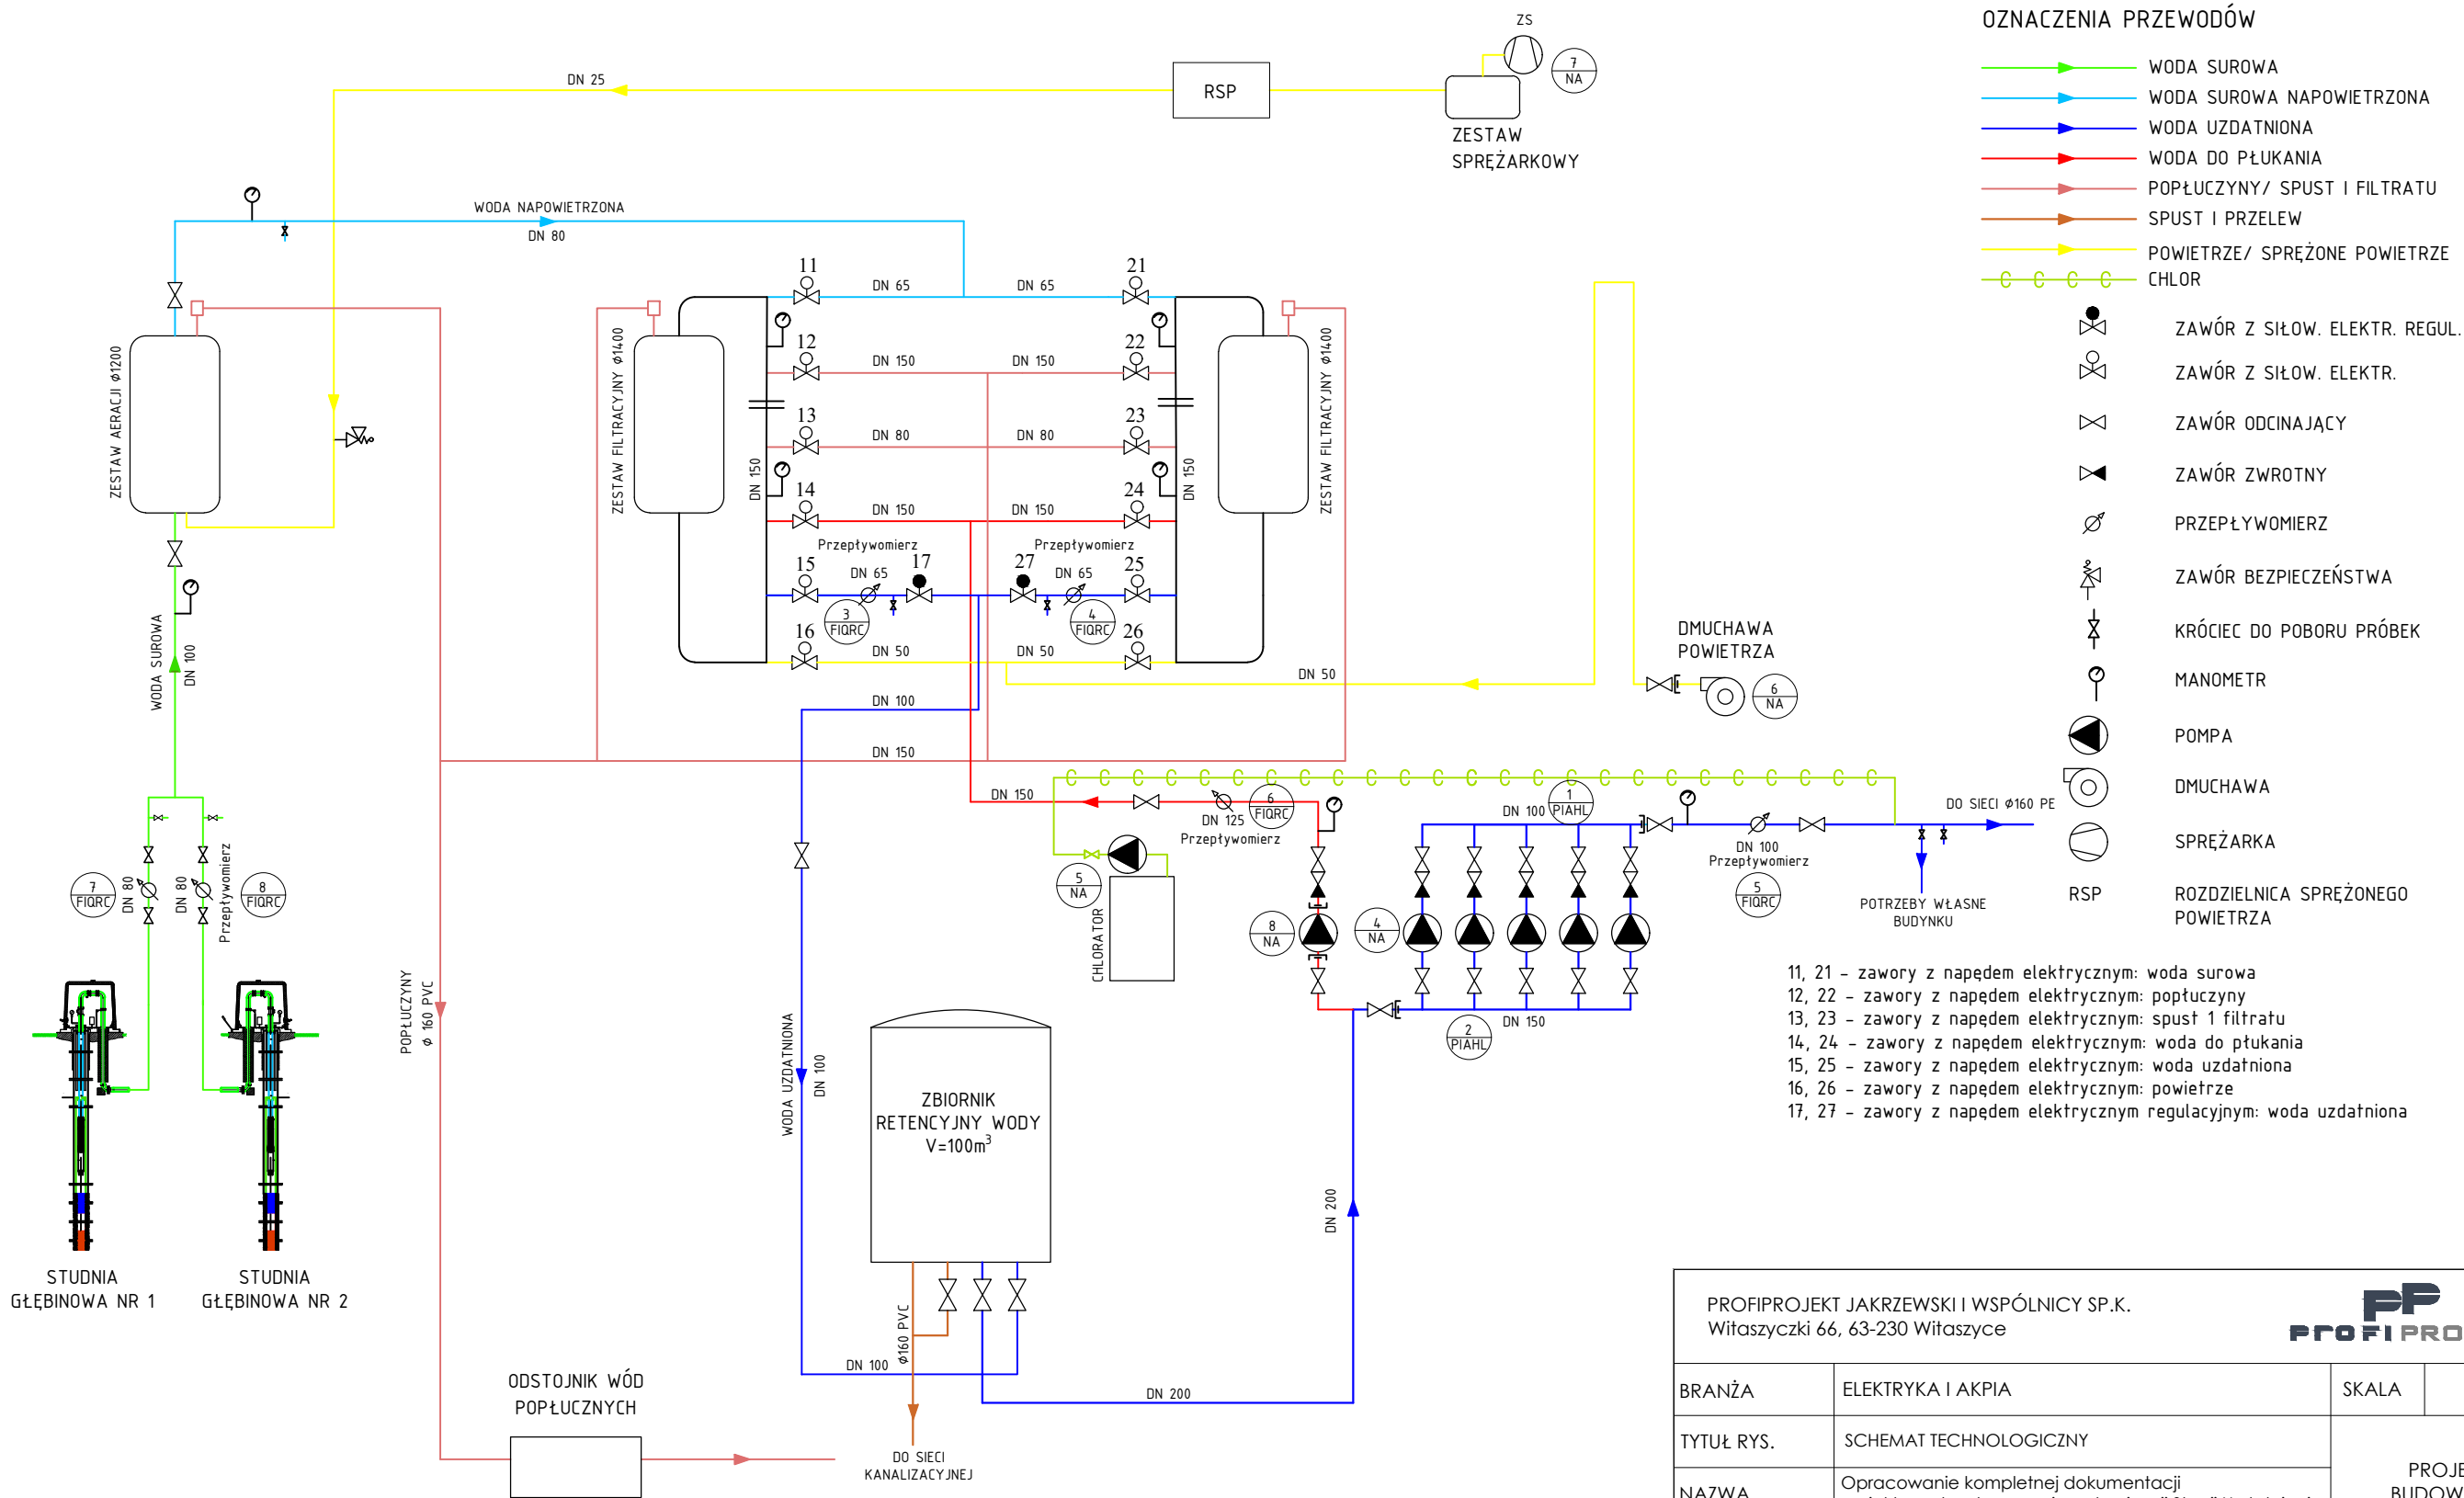 OZNACZENIA PRZEWODÓW
WODA SUROWA
WODA SUROWA NAPOWIETRZONA
WODA UZDATNIONA
WODA DO PŁUKANIA
POPŁUCZYNY/ SPUST I FILTRATU
SPUST I PRZELEW
POWIETRZE/ SPRĘŻONE POWIETRZE
C C C C CHLOR
ZAWÓR Z SIŁOW. ELEKTR. REGUL.
ZAWÓR Z SIŁOW. ELEKTR.
ZAWÓR ODCINAJĄCY
ZAWÓR ZWROTNY
PRZEPŁYWOMIERZ
ZAWÓR BEZPIECZEŃSTWA
KRÓCIEC DO POBORU PRÓBEK
MANOMETR
POMPA
DMUCHAWA
SPRĘŻARKA
RSP ROZDZIELNICA SPRĘŻONEGO
POWIETRZA
ZS
7
NA
DN 25
RSP
ZESTAW
SPRĘŻARKOWY
WODA NAPOWIETRZONA
DN 80
ZESTAW AERACJI ϕ1200
ZESTAW FILTRACYJNY ϕ1400
ZESTAW FILTRACYJNY ϕ1400
11 DN 65 DN 65 21
12 DN 150 DN 150 22
13 DN 80 DN 80 23
DN 150
DN 150
14 DN 150 DN 150 24
Przepływomierz Przepływomierz
15 DN 65 17 27 DN 65 25
3
FIQRC
4
FIQRC
16 DN 50 DN 50 26
DN 50
DMUCHAWA
POWIETRZA
6
NA
WODA SUROWA
DN 100
DN 100
DN 150
C C C C C C C C C C C C C C C C C C C C C C C C C
DN 150
DN 125
Przepływomierz
6
FIQRC
DN 100
1
PIAHL
DO SIECI ϕ160 PE
DN 100
Przepływomierz
5
FIQRC
POTRZEBY WŁASNE
BUDYNKU
7
FIQRC
DN 80
DN 80
Przepływomierz
8
FIQRC
5
NA
CHLORATOR
8
NA
4
NA
2
PIAHL
DN 150
POPŁUCZYNY
ϕ 160 PVC
WODA UZDATNIONA
DN 100
ZBIORNIK
RETENCYJNY WODY
V=100m³
DN 200
11, 21 – zawory z napędem elektrycznym: woda surowa
12, 22 – zawory z napędem elektrycznym: popłuczyny
13, 23 – zawory z napędem elektrycznym: spust 1 filtratu
14, 24 – zawory z napędem elektrycznym: woda do płukania
15, 25 – zawory z napędem elektrycznym: woda uzdatniona
16, 26 – zawory z napędem elektrycznym: powietrze
17, 27 – zawory z napędem elektrycznym regulacyjnym: woda uzdatniona
STUDNIA
GŁĘBINOWA NR 1
STUDNIA
GŁĘBINOWA NR 2
ϕ160 PVC
DN 100
DN 200
ODSTOJNIK WÓD
POPŁUCZNYCH
DO SIECI
KANALIZACYJNEJ
PROFIPROJEKT JAKRZEWSKI I WSPÓLNICY SP.K.
Witaszyczki 66, 63-230 Witaszyce
PP
PROFIPRO
BRANŻA ELEKTRYKA I AKPIA SKALA
TYTUŁ RYS. SCHEMAT TECHNOLOGICZNY
NAZWA Opracowanie kompletnej dokumentacji
PROJE
BUDOW